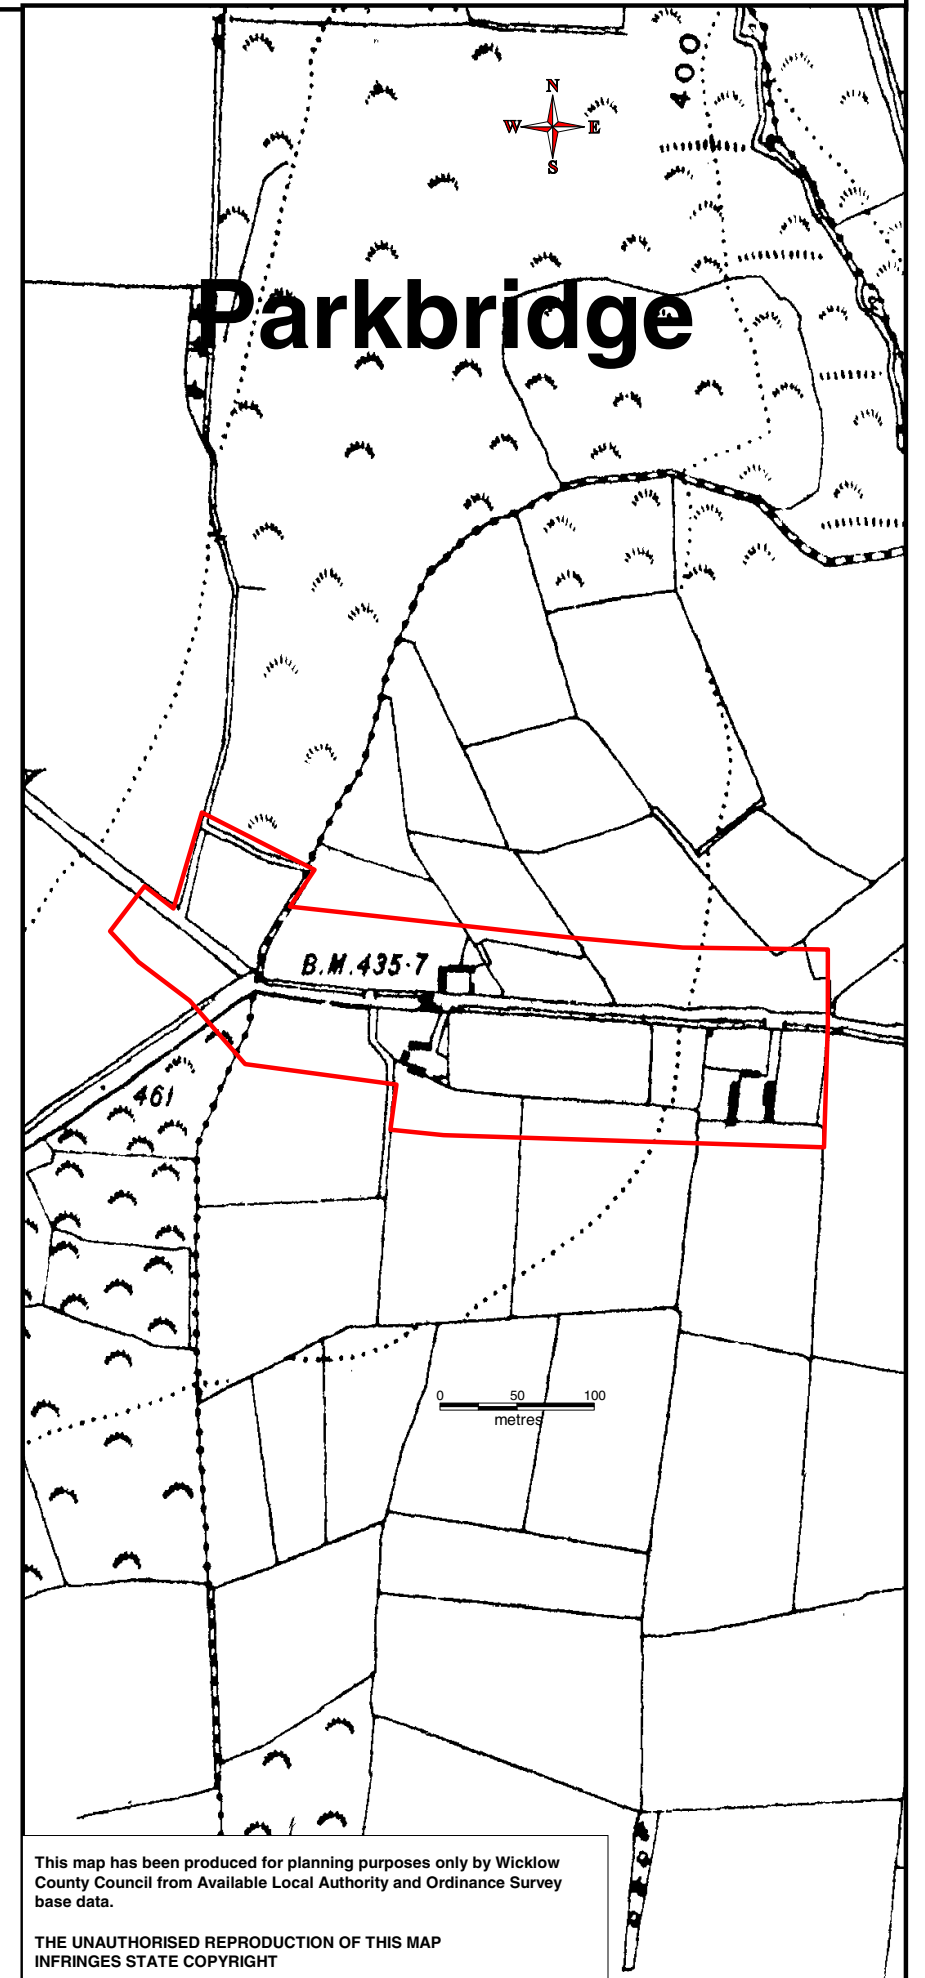 400
N
W E
S
Parkbridge
B.M.435·7
461
0 50 100
metres
This map has been produced for planning purposes only by Wicklow
County Council from Available Local Authority and Ordinance Survey
base data.
THE UNAUTHORISED REPRODUCTION OF THIS MAP
INFRINGES STATE COPYRIGHT